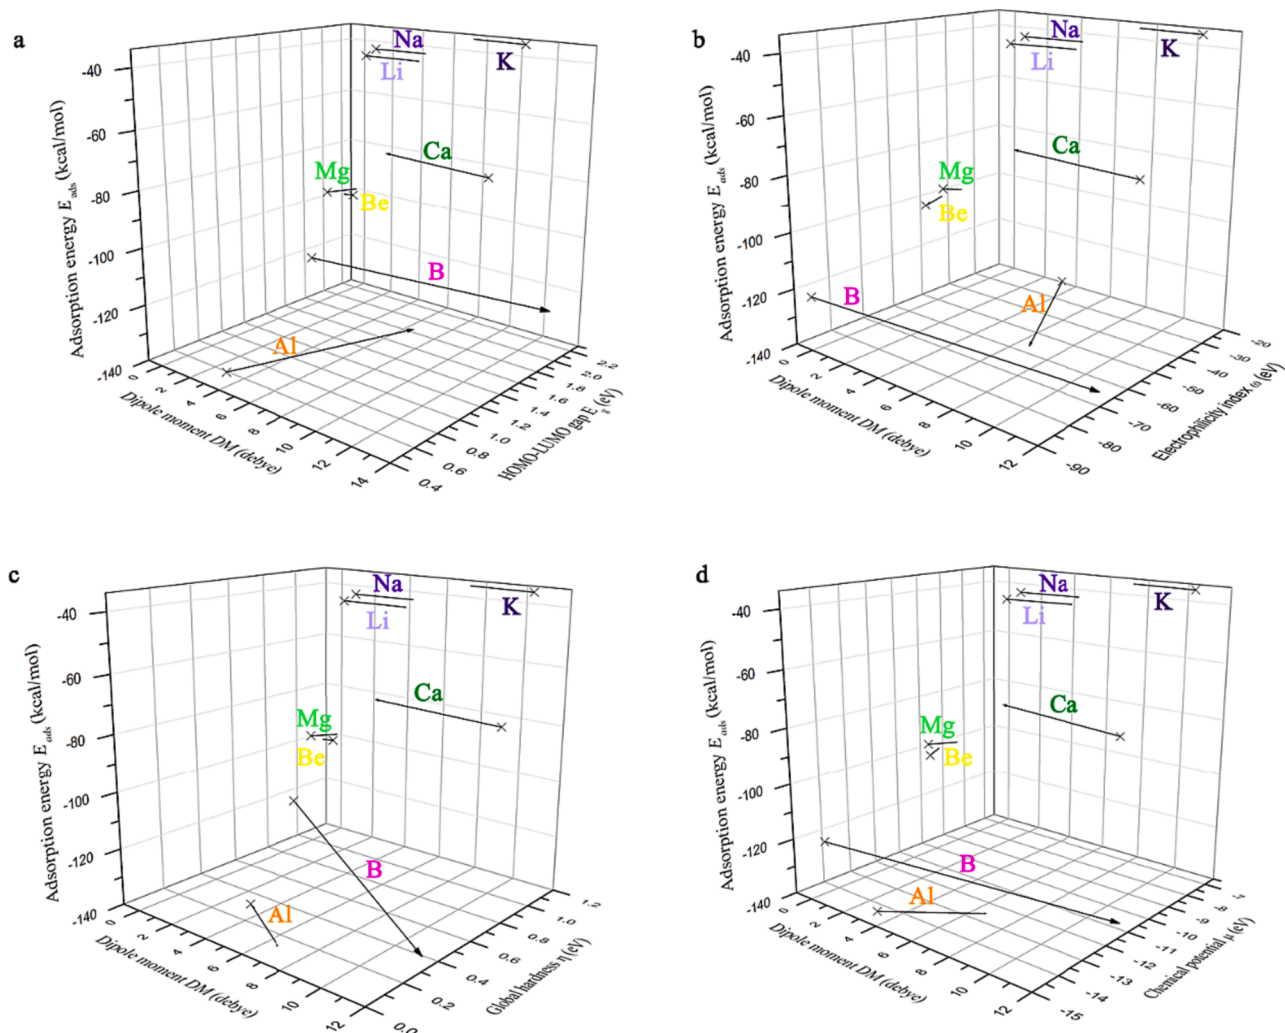 a
Adsorption energy E ads (kcal/mol)
-40
-60
-80
-100
-120
-140
Na
Li
K
Ca
Mg
Be
B
Al
0
2
4
6
8
10
12
14
Dipole moment DM (debye)
0.4
0.6
0.8
1.0
1.2
1.4
1.6
1.8
2.0
2.2
HOMO-LUMO gap E g (eV)
b
Adsorption energy E ads (kcal/mol)
-40
-60
-80
-100
-120
-140
Na
Li
K
Ca
Mg
Be
B
Al
0
2
4
6
8
10
12
Dipole moment DM (debye)
-90
-80
-70
-60
-50
-40
-30
-20
Electrophilicity index ω (eV)
c
Adsorption energy E ads (kcal/mol)
-40
-60
-80
-100
-120
-140
Na
Li
K
Ca
Mg
Be
B
Al
0
2
4
6
8
10
12
Dipole moment DM (debye)
0.0
0.2
0.4
0.6
0.8
1.0
1.2
Global hardness η (eV)
d
Adsorption energy E ads (kcal/mol)
-40
-60
-80
-100
-120
-140
Na
Li
K
Ca
Mg
Be
B
Al
0
2
4
6
8
10
12
Dipole moment DM (debye)
-15
-14
-13
-12
-11
-10
-9
-8
-7
Chemical potential μ (eV)